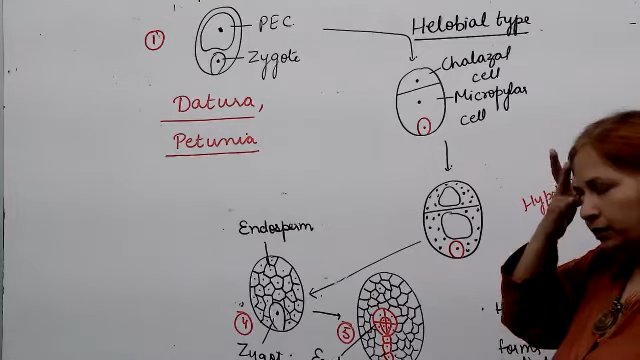 ①
PEC.
Zygote
Datura,
Petunia
Helobial type
Chalazal
cell
Micropylar
cell
Endosperm
④
⑤